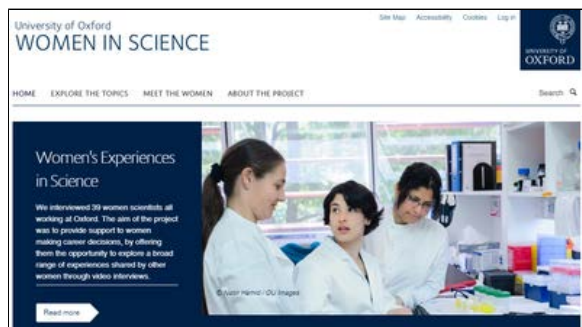 University of Oxford
WOMEN IN SCIENCE
Site Map Accessibility Cookies Log in
UNIVERSITY OF
OXFORD
HOME EXPLORE THE TOPICS MEET THE WOMEN ABOUT THE PROJECT
Search
Women's Experiences
in Science
We interviewed 39 women scientists all
working at Oxford. The aim of the project
was to provide support to women
making career decisions, by offering
them the opportunity to explore a broad
range of experiences shared by other
women through video interviews.
Read more
Hamid / OU Images